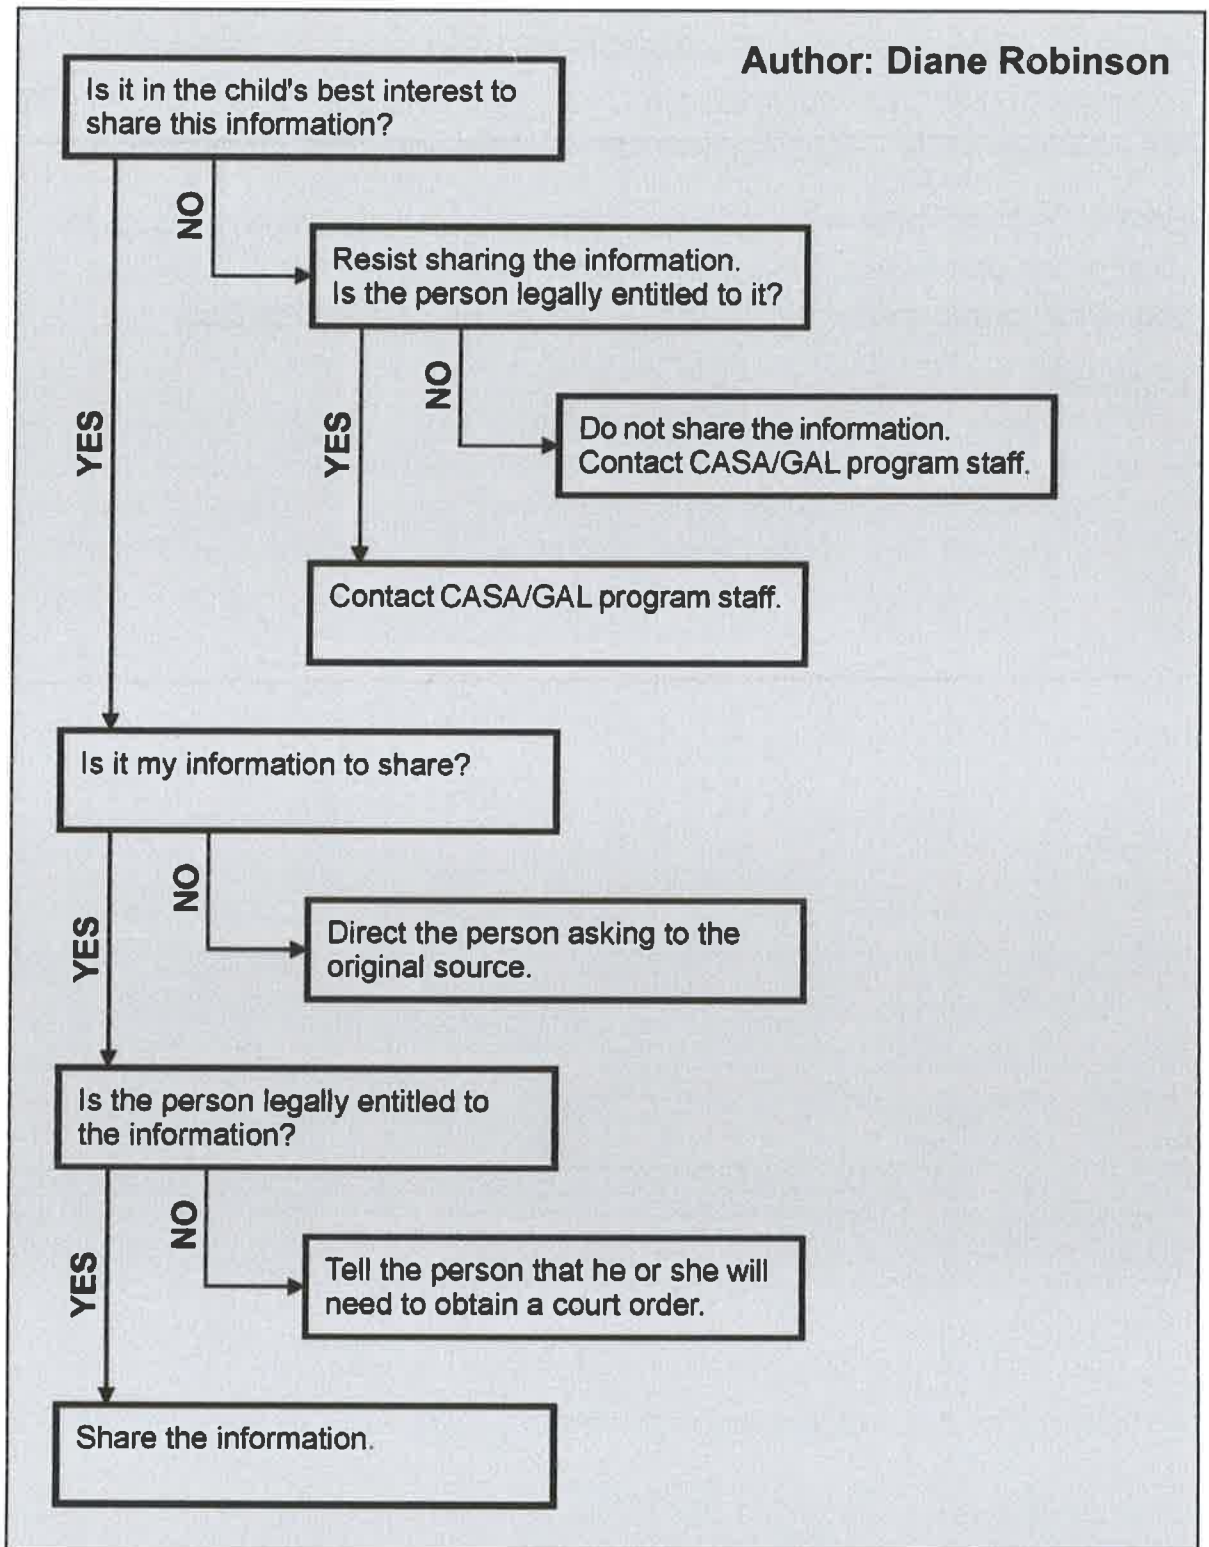 Author: Diane Robinson
Is it in the child's best interest to
share this information?
NO
Resist sharing the information.
Is the person legally entitled to it?
YES
NO
YES
Do not share the information.
Contact CASA/GAL program staff.
Contact CASA/GAL program staff.
Is it my information to share?
NO
YES
Direct the person asking to the
original source.
Is the person legally entitled to
the information?
NO
YES
Tell the person that he or she will
need to obtain a court order.
Share the information.